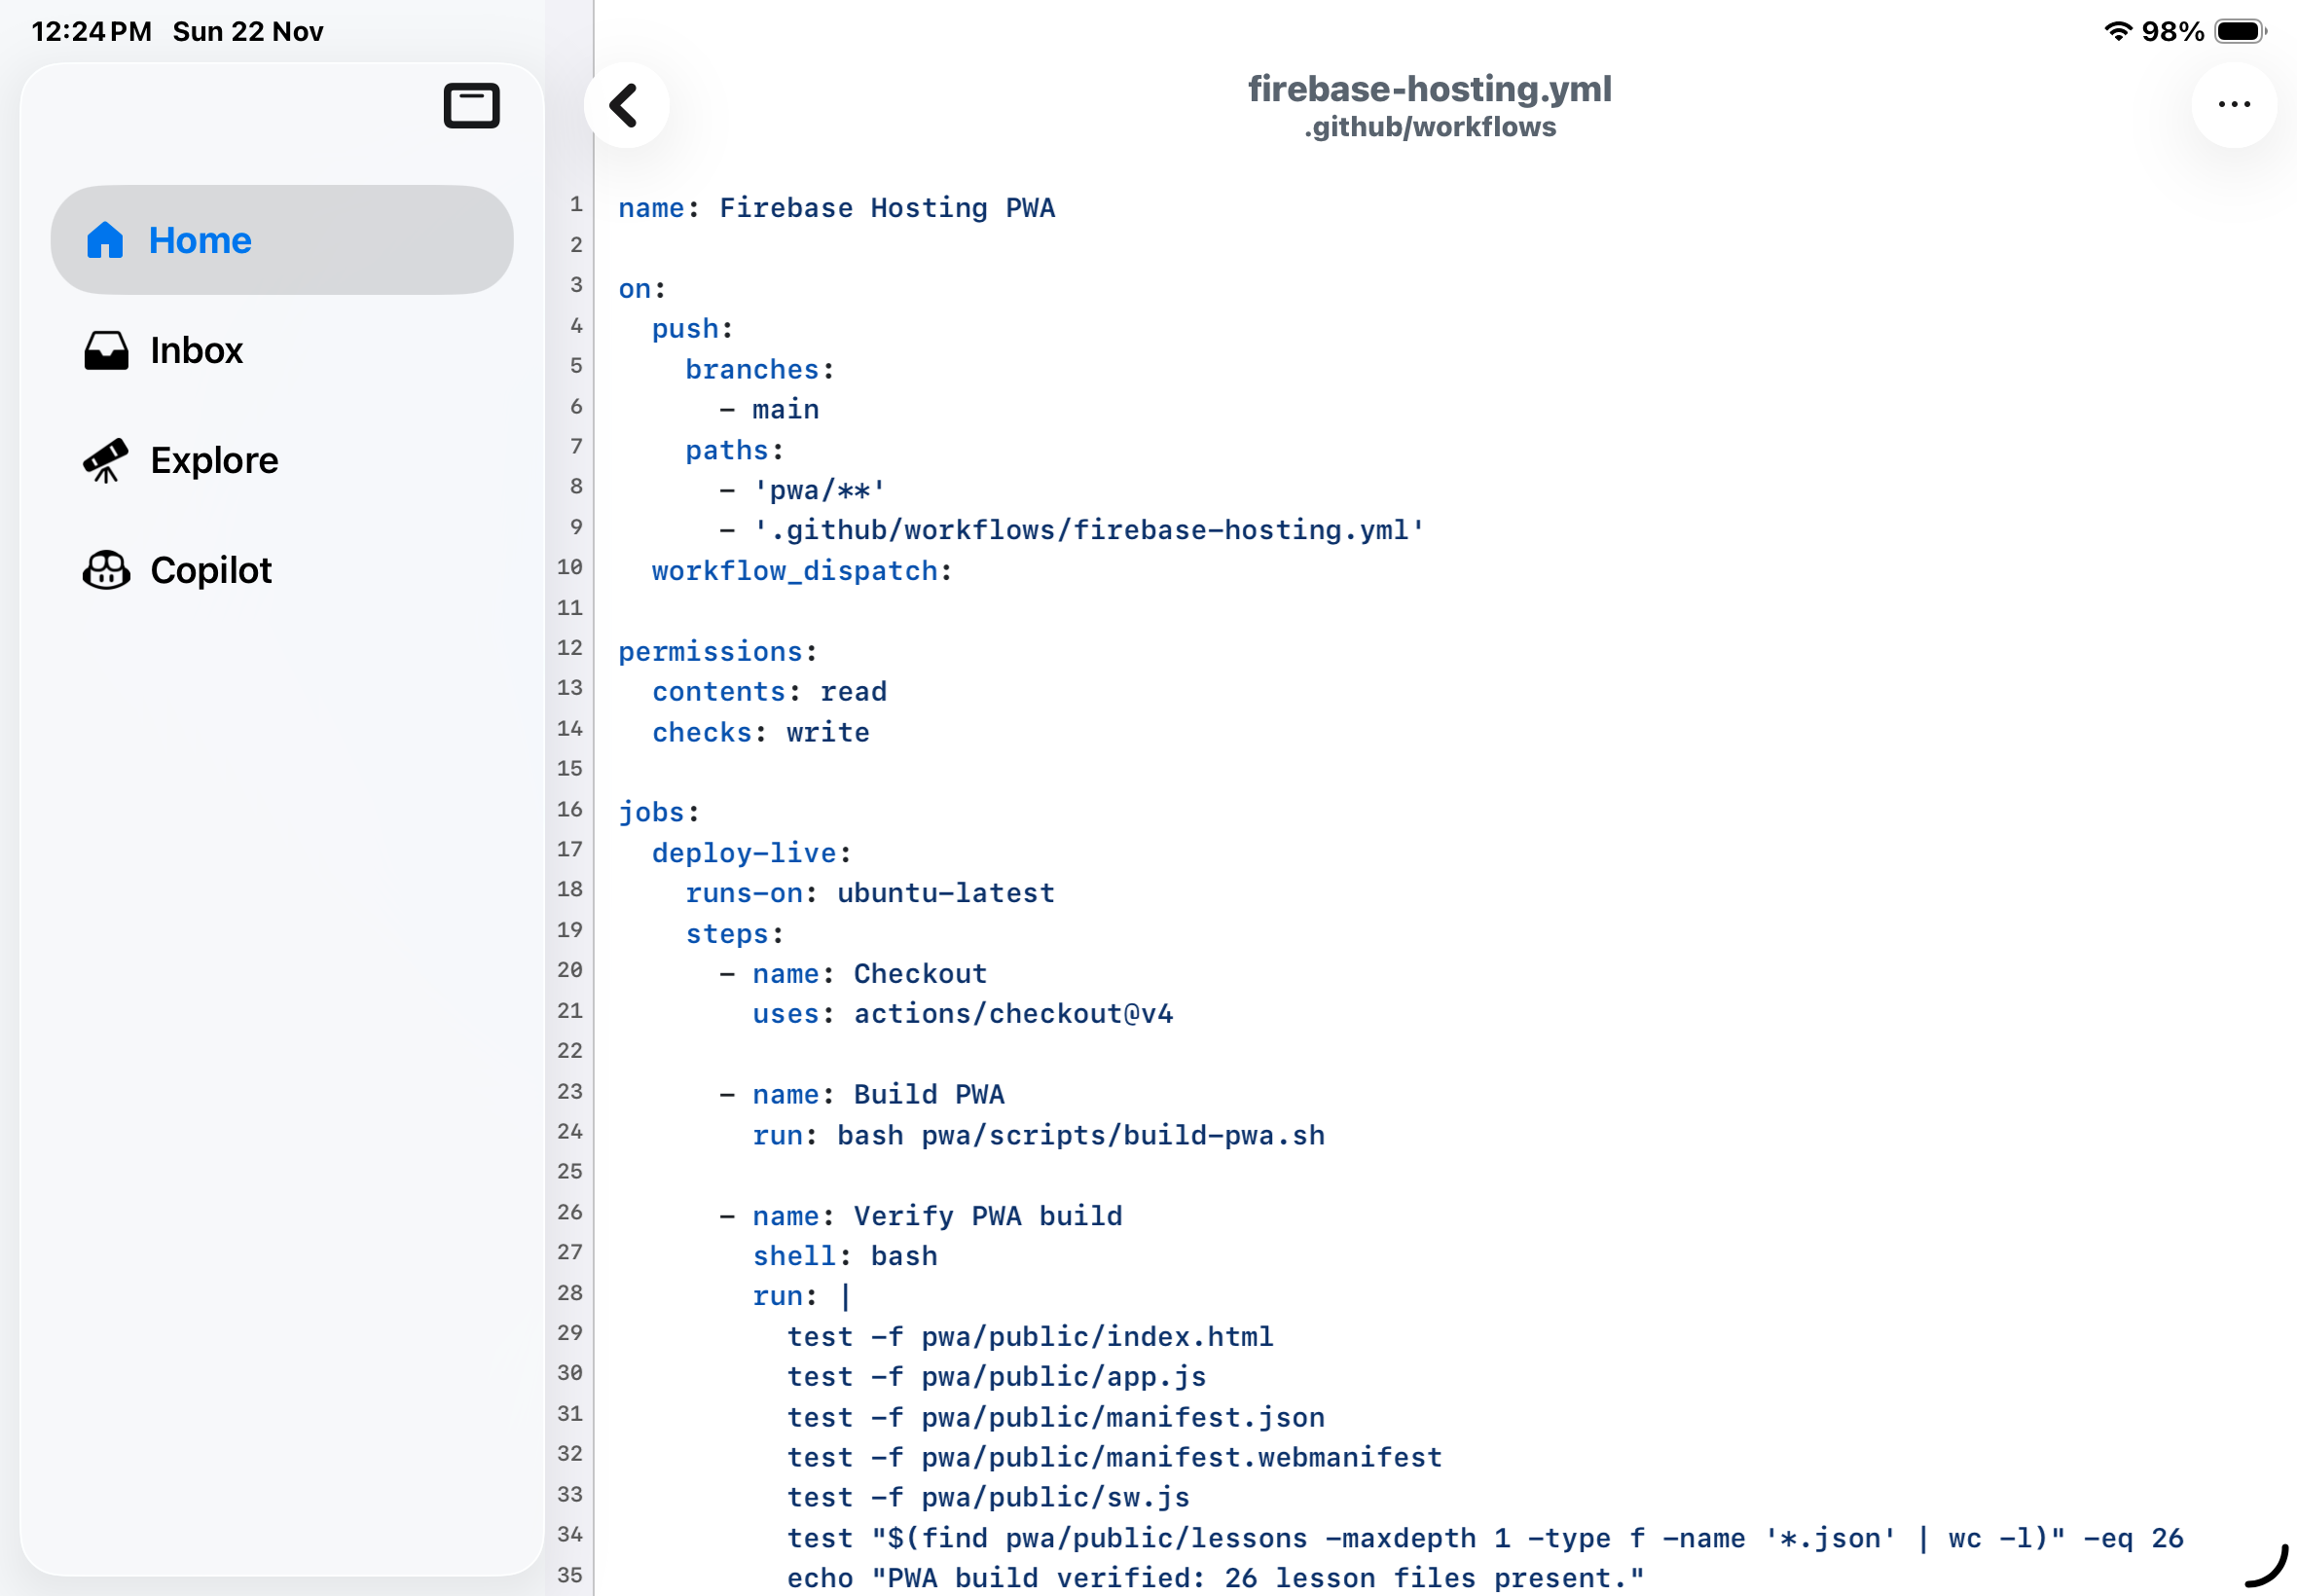 12:24 PM Sun 22 Nov
98%
Home
Inbox
Explore
Copilot
firebase-hosting.yml
.github/workflows
1 name: Firebase Hosting PWA
2
3 on:
4   push:
5     branches:
6       - main
7     paths:
8       - 'pwa/**'
9       - '.github/workflows/firebase-hosting.yml'
10   workflow_dispatch:
11
12 permissions:
13   contents: read
14   checks: write
15
16 jobs:
17   deploy-live:
18     runs-on: ubuntu-latest
19     steps:
20       - name: Checkout
21         uses: actions/checkout@v4
22
23       - name: Build PWA
24         run: bash pwa/scripts/build-pwa.sh
25
26       - name: Verify PWA build
27         shell: bash
28         run: |
29           test -f pwa/public/index.html
30           test -f pwa/public/app.js
31           test -f pwa/public/manifest.json
32           test -f pwa/public/manifest.webmanifest
33           test -f pwa/public/sw.js
34           test "$(find pwa/public/lessons -maxdepth 1 -type f -name '*.json' | wc -l)" -eq 26
35           echo "PWA build verified: 26 lesson files present."